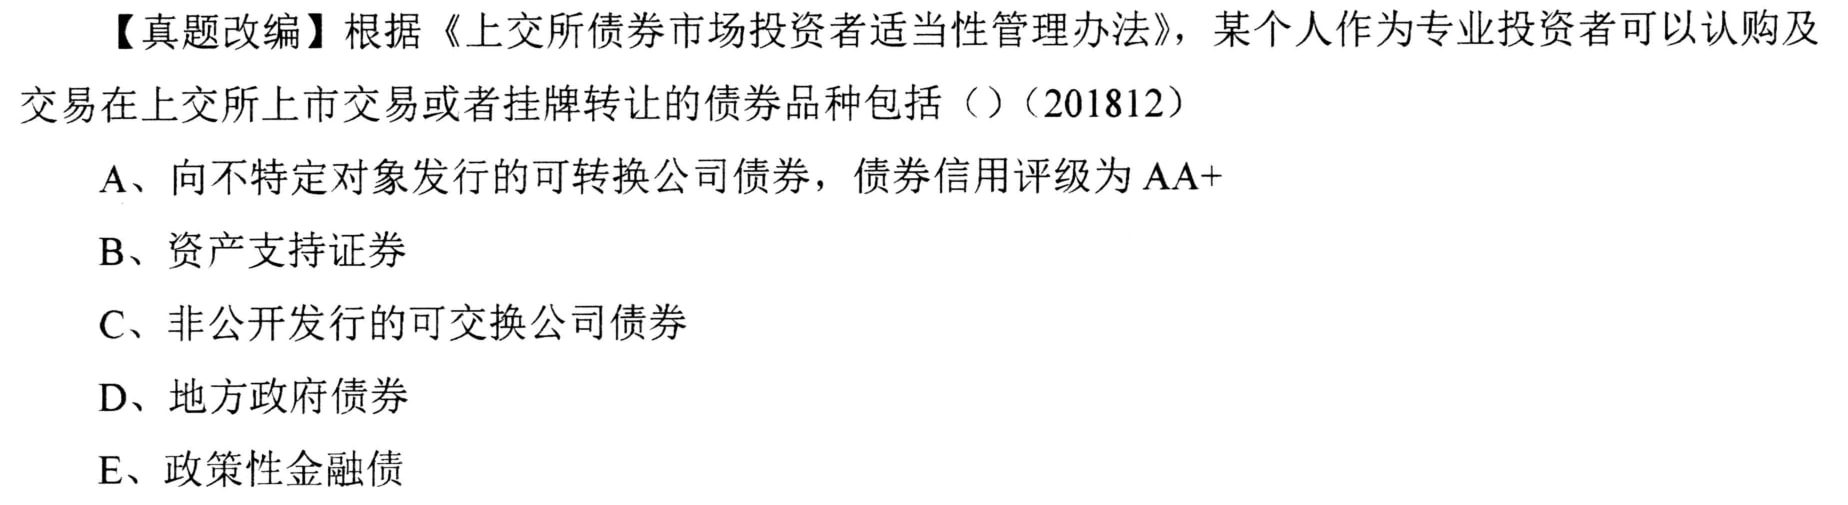 【真题改编】根据《上交所债券市场投资者适当性管理办法》，某个人作为专业投资者可以认购及
交易在上交所上市交易或者挂牌转让的债券品种包括（）（201812）
A、向不特定对象发行的可转换公司债券，债券信用评级为 AA+
B、资产支持证券
C、非公开发行的可交换公司债券
D、地方政府债券
E、政策性金融债